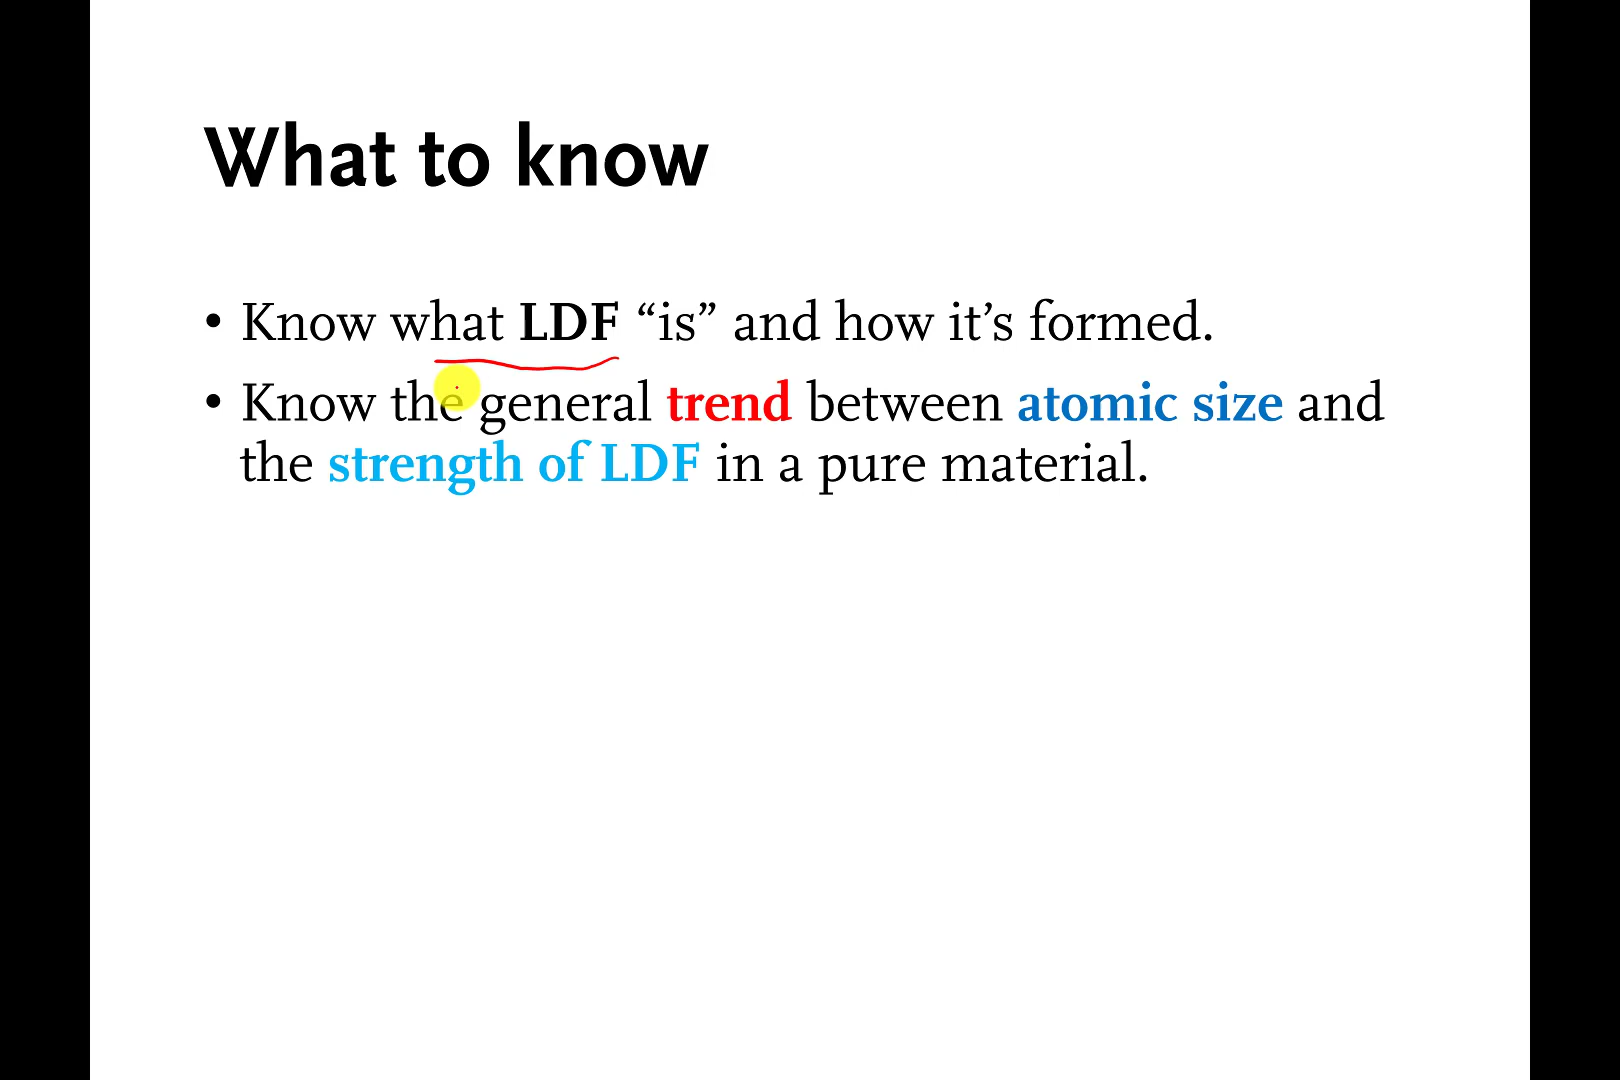 What to know
• Know what LDF “is” and how it’s formed.
• Know the general trend between atomic size and
the strength of LDF in a pure material.